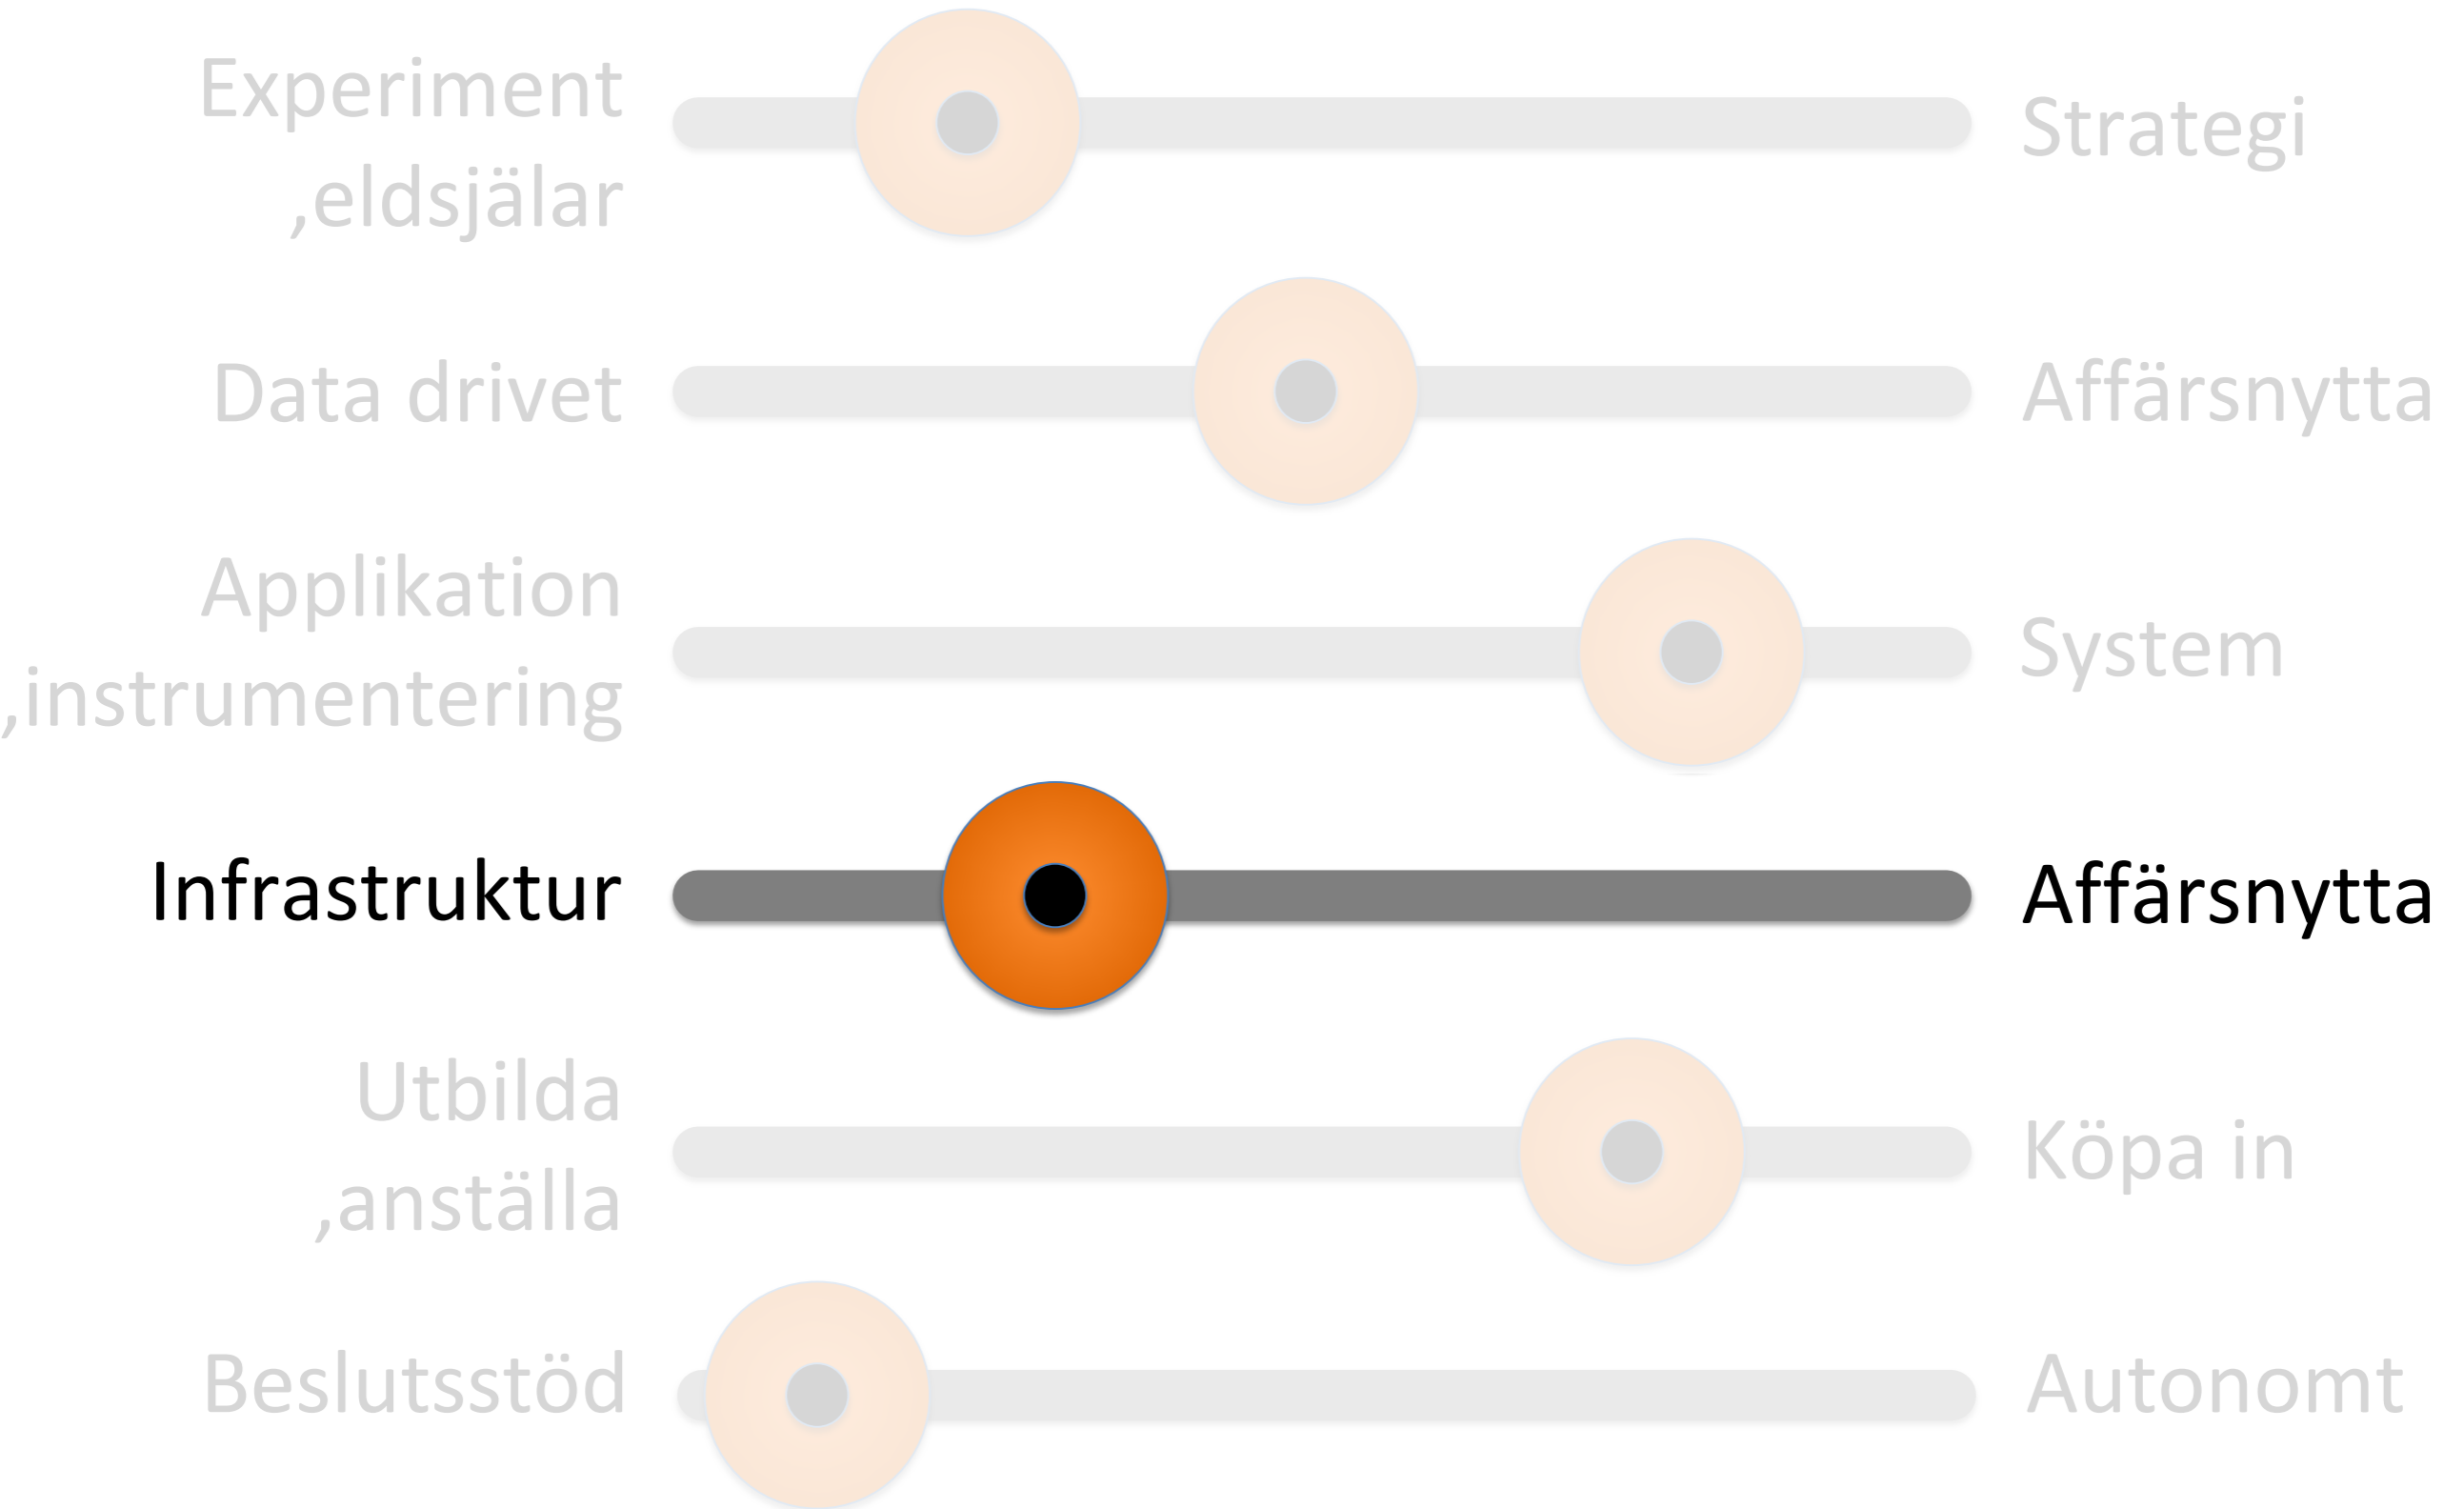 Experiment
,eldsjälar
Strategi
Data drivet
Affärsnytta
Applikation
,instrumentering
System
Infrastruktur
Affärsnytta
Utbilda
,anställa
Köpa in
Beslutsstöd
Autonomt